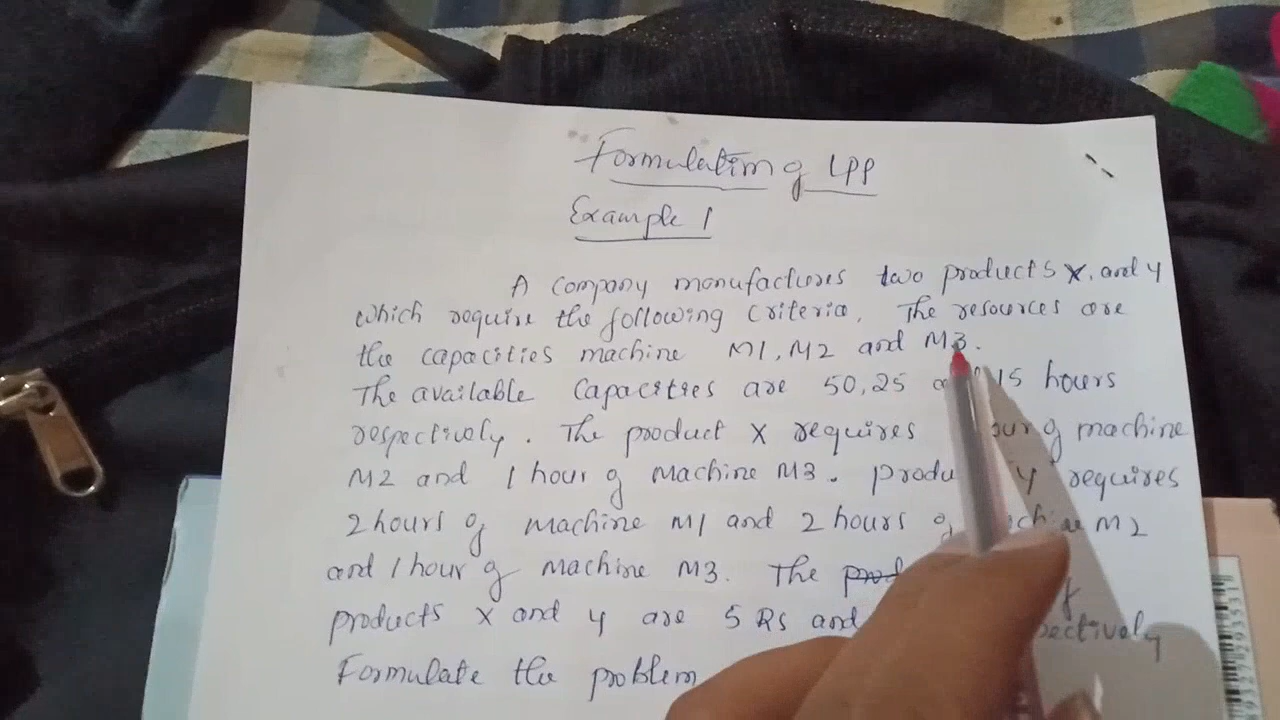 Formulation of LPP
Example 1
A company manufactures two products X, and Y
which require the following criteria. The resources are
the capacities machine M1, M2 and M3.
The available capacities are 50, 25 15 hours
respectively. The product X requires of machine
M2 and 1 hour of machine M3. Y requires
2 hours of machine M1 and 2 hours of M2
and 1 hour of machine M3. The
products X and Y are 5 RS and
Formulate the problem